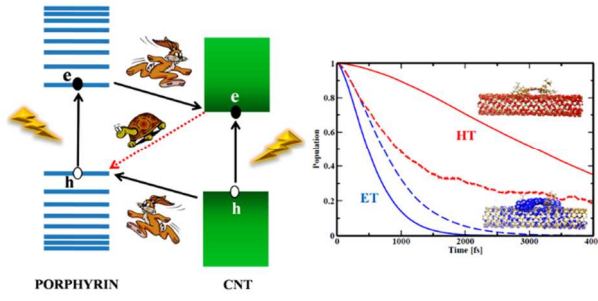 e
e
h
h
PORPHYRIN
CNT
Population
1
0.8
0.6
0.4
0.2
0
HT
ET
0
1000
2000
3000
4000
Time [fs]